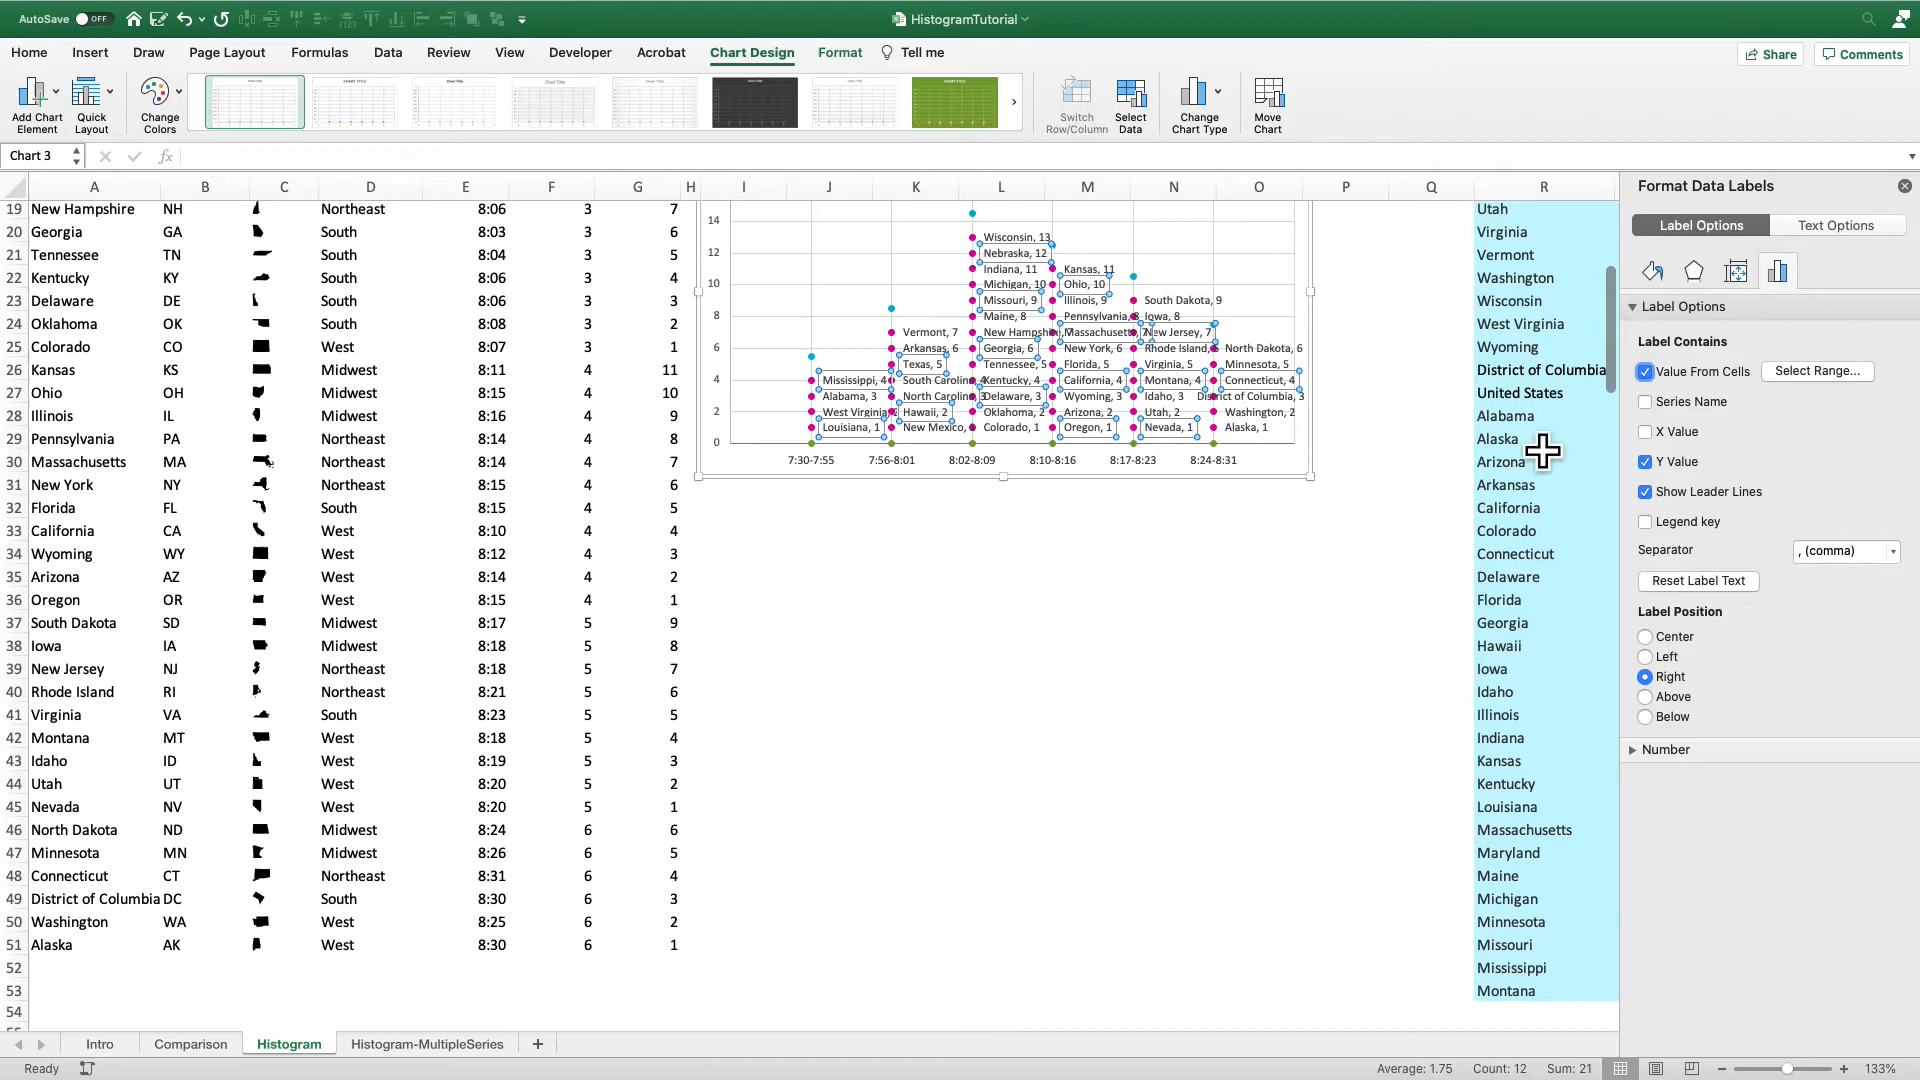 AutoSave OFF HistogramTutorial
Home Insert Draw Page Layout Formulas Data Review View Developer Acrobat Chart Design Format Tell me Share Comments
Add Chart Element Quick Layout Change Colors Switch Row/Column Select Data Change Chart Type Move Chart
Chart 3 fx
A B C D E F G H I J K L M N O P Q R
19 New Hampshire NH Northeast 8:06 3 7 Utah
20 Georgia GA South 8:03 3 6 Virginia
21 Tennessee TN South 8:04 3 5 Vermont
22 Kentucky KY South 8:06 3 4 Washington
23 Delaware DE South 8:06 3 3 Wisconsin
24 Oklahoma OK South 8:08 3 2 West Virginia
25 Colorado CO West 8:07 3 1 Wyoming
26 Kansas KS Midwest 8:11 4 11 District of Columbia
27 Ohio OH Midwest 8:15 4 10 United States
28 Illinois IL Midwest 8:16 4 9 Alabama
29 Pennsylvania PA Northeast 8:14 4 8 Alaska
30 Massachusetts MA Northeast 8:14 4 7 Arizona
31 New York NY Northeast 8:15 4 6 Arkansas
32 Florida FL South 8:15 4 5 California
33 California CA West 8:10 4 4 Colorado
34 Wyoming WY West 8:12 4 3 Connecticut
35 Arizona AZ West 8:14 4 2 Delaware
36 Oregon OR West 8:15 4 1 Florida
37 South Dakota SD Midwest 8:17 5 9 Georgia
38 Iowa IA Midwest 8:18 5 8 Hawaii
39 New Jersey NJ Northeast 8:18 5 7 Iowa
40 Rhode Island RI Northeast 8:21 5 6 Idaho
41 Virginia VA South 8:23 5 5 Illinois
42 Montana MT West 8:18 5 4 Indiana
43 Idaho ID West 8:19 5 3 Kansas
44 Utah UT West 8:20 5 2 Kentucky
45 Nevada NV West 8:20 5 1 Louisiana
46 North Dakota ND Midwest 8:24 6 6 Massachusetts
47 Minnesota MN Midwest 8:26 6 5 Maryland
48 Connecticut CT Northeast 8:31 6 4 Maine
49 District of Columbia DC South 8:30 6 3 Michigan
50 Washington WA West 8:25 6 2 Minnesota
51 Alaska AK West 8:30 6 1 Missouri
52 Mississippi
53 Montana
54
14
12
10
8
6
4
2
0
Wisconsin, 13
Nebraska, 12
Indiana, 11 Kansas, 11
Michigan, 10 Ohio, 10
Missouri, 9 Illinois, 9 South Dakota, 9
Maine, 8 Pennsylvania, 8 Iowa, 8
Vermont, 7 New Hampshire, 7 Massachusetts, 7 New Jersey, 7
Arkansas, 6 Georgia, 6 New York, 6 Rhode Island, North Dakota, 6
Texas, 5 Tennessee, 5 Florida, 5 Virginia, 5 Minnesota, 5
Mississippi, 4 South Carolina, 4 Kentucky, 4 California, 4 Montana, 4 Connecticut, 4
Alabama, 3 North Carolina, 3 Delaware, 3 Wyoming, 3 Idaho, 3 District of Columbia, 3
West Virginia, Hawaii, 2 Oklahoma, 2 Arizona, 2 Utah, 2 Washington, 2
Louisiana, 1 New Mexico, Colorado, 1 Oregon, 1 Nevada, 1 Alaska, 1
7:30-7:55 7:56-8:01 8:02-8:09 8:10-8:16 8:17-8:23 8:24-8:31
Format Data Labels
Label Options Text Options
Label Options
Label Contains
Value From Cells Select Range...
Series Name
X Value
Y Value
Show Leader Lines
Legend key
Separator , (comma)
Reset Label Text
Label Position
Center
Left
Right
Above
Below
Number
Intro Comparison Histogram Histogram-MultipleSeries +
Ready Average: 1.75 Count: 12 Sum: 21 133%